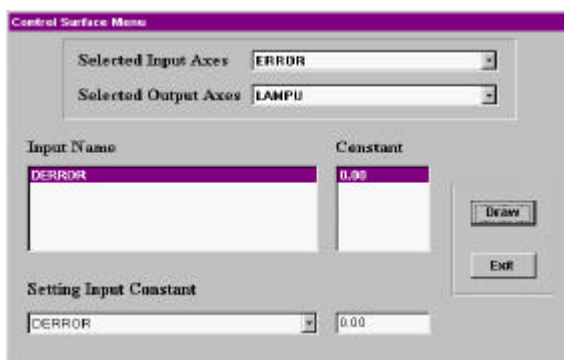 Control Surface Menu
Selected Input Axes ERROR
Selected Output Axes LAMPU
Input Name Constant
DERROR 0.00
Draw
Exit
Setting Input Constant
DERROR 0.00